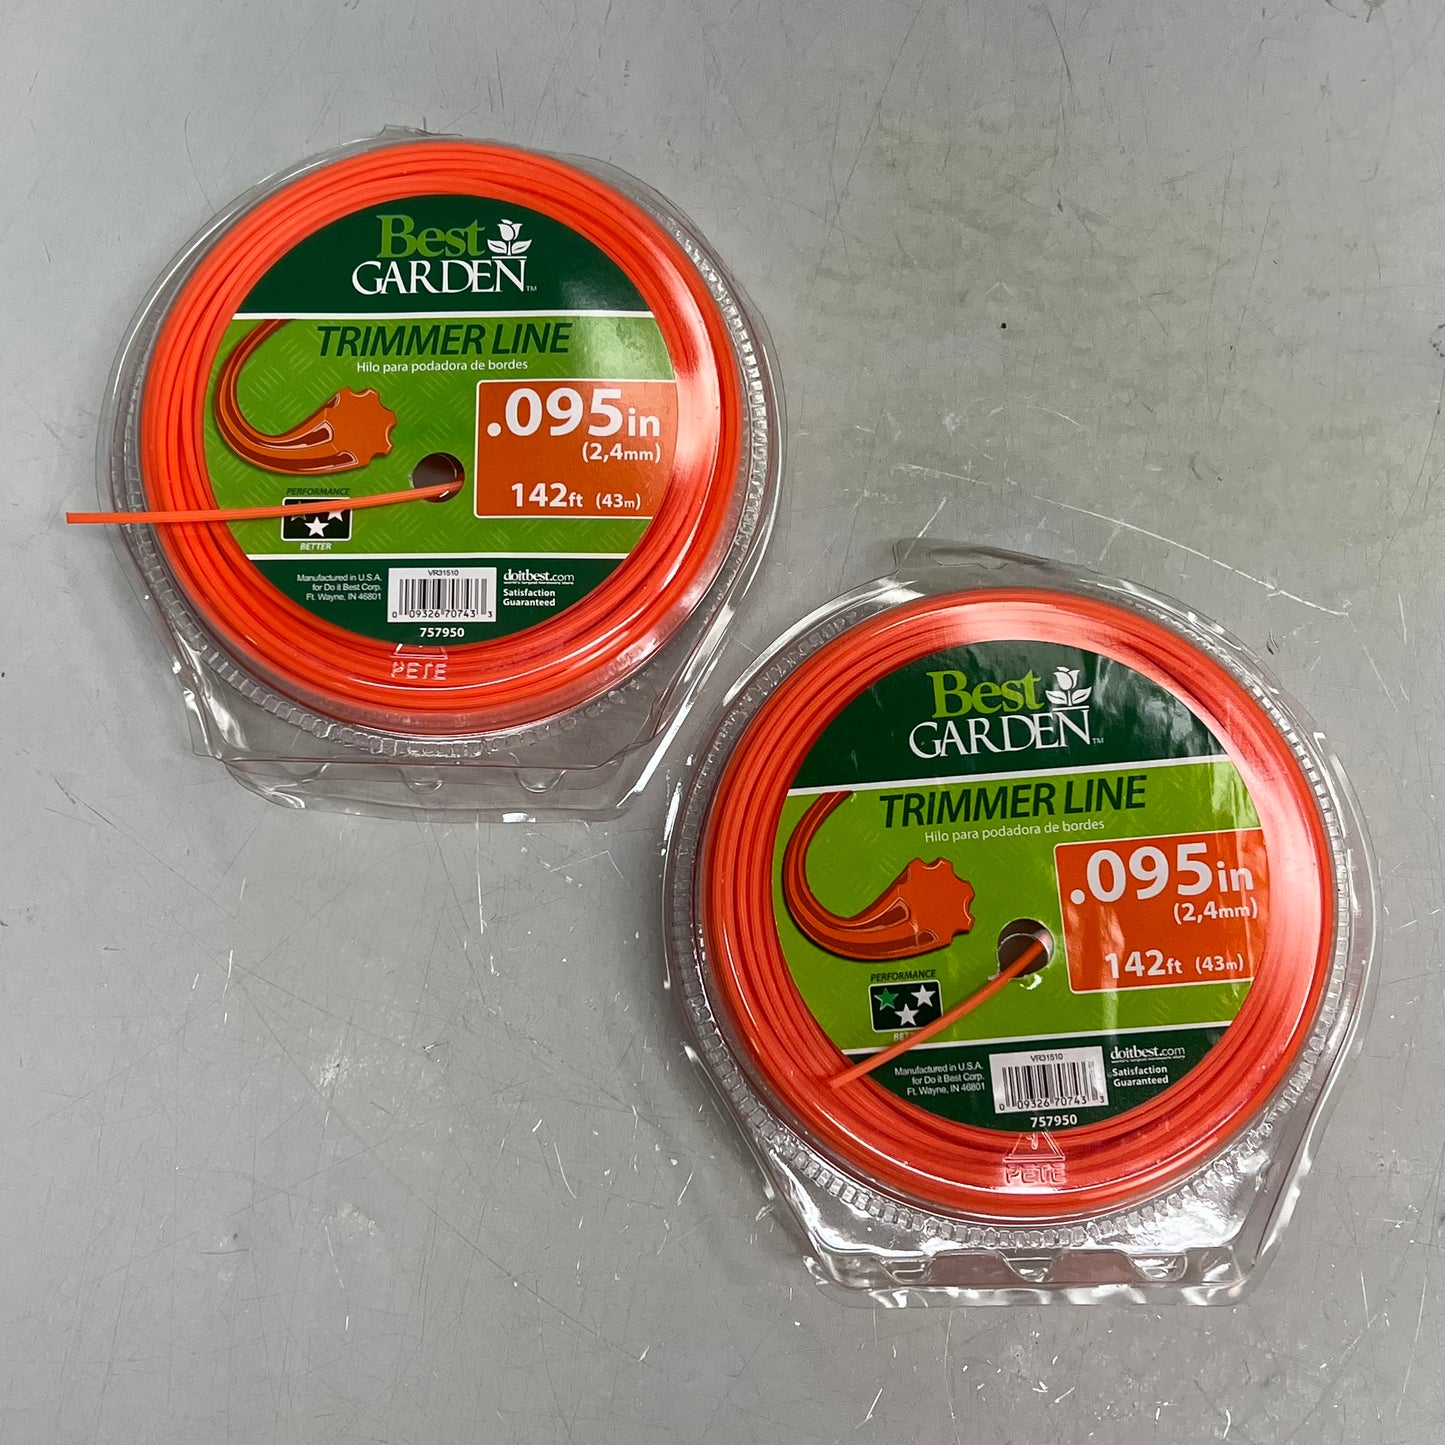 Best
GARDEN™
TRIMMER LINE
Hilo para podadora de bordes
.095in
(2,4mm)
142ft (43m)
PERFORMANCE
BETTER
Manufactured in U.S.A.
for Do it Best Corp.
Ft. Wayne, IN 46801
VR31510
0 09326 70743 3
757950
doitbest.com
Satisfaction
Guaranteed
PETE
Best
GARDEN™
TRIMMER LINE
Hilo para podadora de bordes
.095in
(2,4mm)
142ft (43m)
PERFORMANCE
Manufactured in U.S.A.
for Do it Best Corp.
Ft. Wayne, IN 46801
VR31510
0 09326 70743 3
757950
doitbest.com
Satisfaction
Guaranteed
1
PETE